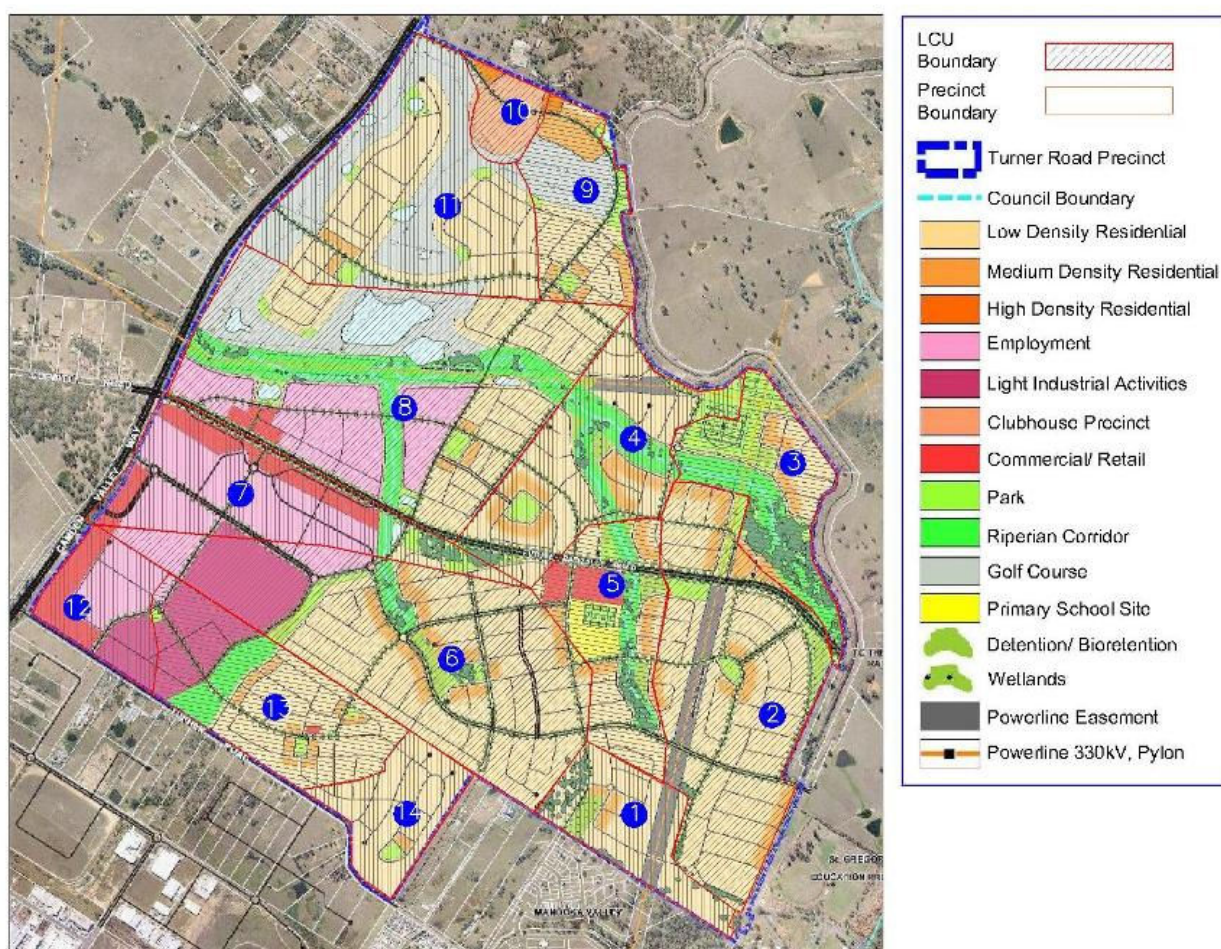 10
11
9
8
4
3
7
5
12
6
13
2
14
1
VALLEY WAY
MANOOKA VALLEY
LCU
Boundary
Precinct
Boundary
Turner Road Precinct
Council Boundary
Low Density Residential
Medium Density Residential
High Density Residential
Employment
Light Industrial Activities
Clubhouse Precinct
Commercial/ Retail
Park
Riperian Corridor
Golf Course
Primary School Site
Detention/ Bioretention
Wetlands
Powerline Easement
Powerline 330kV, Pylon